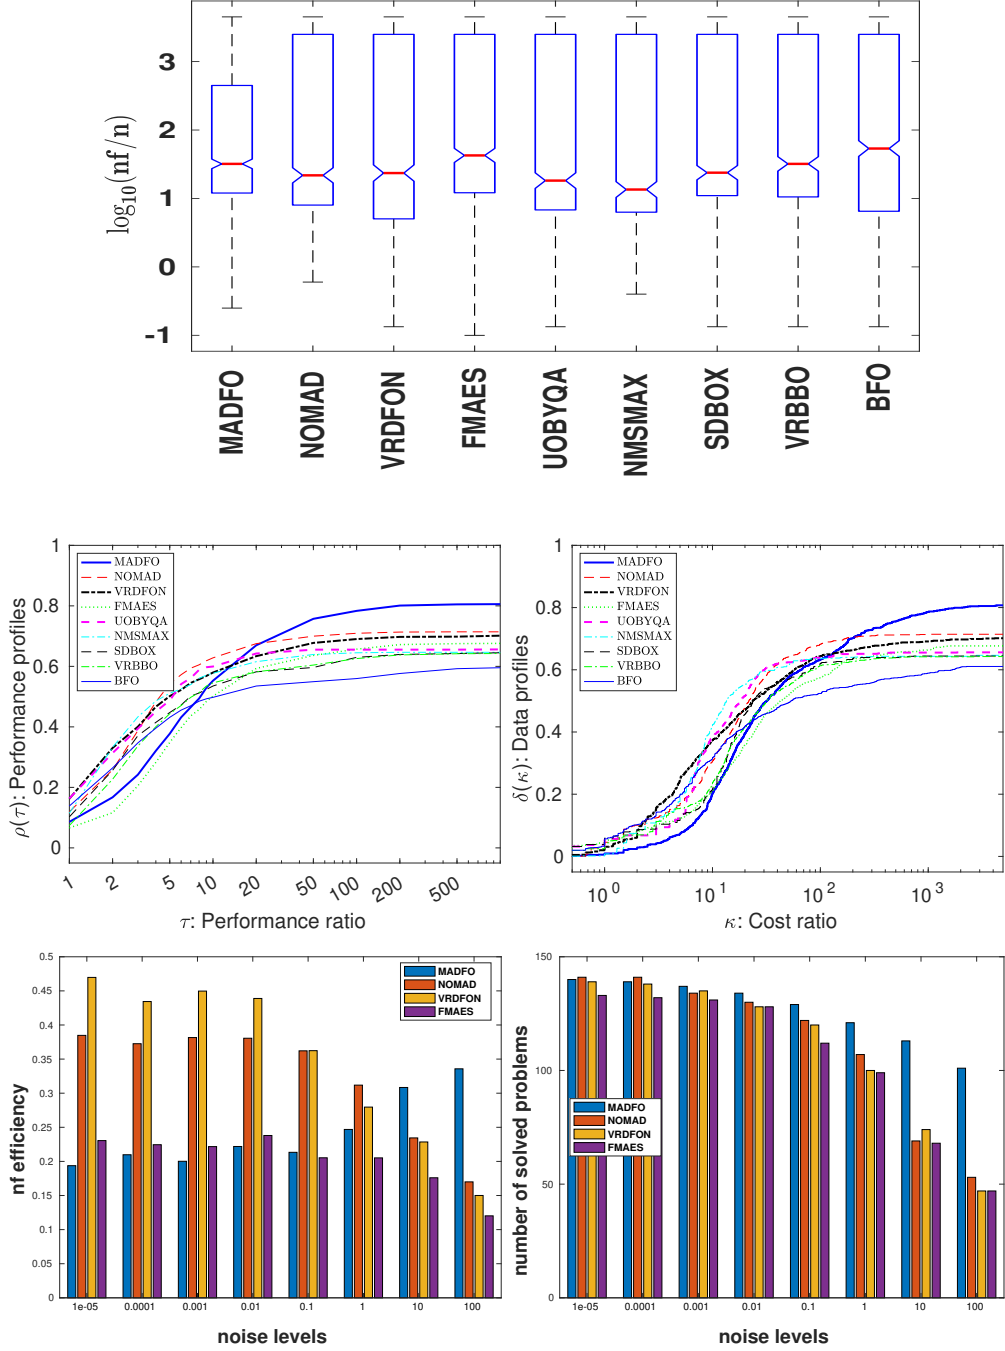 3
2
1
0
-1
log10(nf/n)
MADFO
NOMAD
VRDFON
FMAES
UOBYQA
NMSMAX
SDBOX
VRBBO
BFO
1
0.8
0.6
0.4
0.2
0
ρ(τ): Performance profiles
MADFO
NOMAD
VRDFON
FMAES
UOBYQA
NMSMAX
SDBOX
VRBBO
BFO
1 2 5 10 20 50 100 200 500
τ: Performance ratio
1
0.8
0.6
0.4
0.2
0
δ(κ): Data profiles
MADFO
NOMAD
VRDFON
FMAES
UOBYQA
NMSMAX
SDBOX
VRBBO
BFO
10^0 10^1 10^2 10^3
κ: Cost ratio
0.5
0.45
0.4
0.35
0.3
0.25
0.2
0.15
0.1
0.05
0
nf efficiency
MADFO
NOMAD
VRDFON
FMAES
1e-05 0.0001 0.001 0.01 0.1 1 10 100
noise levels
150
100
50
0
number of solved problems
MADFO
NOMAD
VRDFON
FMAES
1e-05 0.0001 0.001 0.01 0.1 1 10 100
noise levels